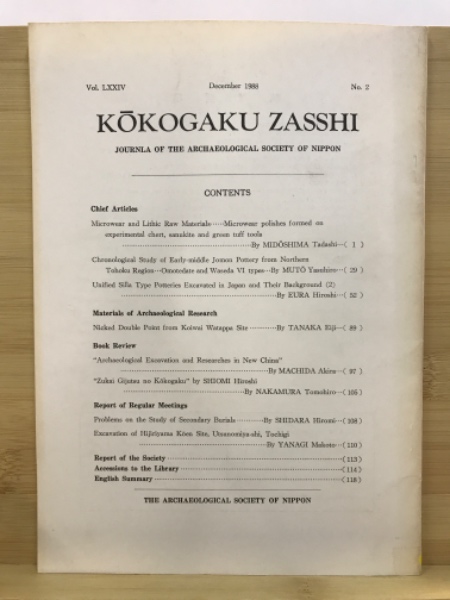 Vol. LXXIV December 1988 No. 2
KŌKOGAKU ZASSHI
JOURNLA OF THE ARCHAEOLOGICAL SOCIETY OF NIPPON
CONTENTS
Chief Articles
Microwear and Lithic Raw Materials……Microwear polishes formed on
experimental chert, sanukite and green tuff tools
……By MIDŌSHIMA Tadashi…( 1 )
Chronological Study of Early-middle Jomon Pottery from Northern
Tohoku Region…Omotodate and Waseda VI types…By MUTŌ Yasuhiro…( 29 )
Unified Silla Type Potteries Excavated in Japan and Their Background (2)
……By EURA Hiroshi…( 52 )
Materials of Archaeological Research
Nicked Double Point from Koiwai Watappa Site ……By TANAKA Eiji…( 89 )
Book Review
"Archaeological Excavation and Researches in New China"
……By MACHIDA Akira…( 97 )
"Zukai Gijutsu no Kōkogaku" by SHIOMI Hiroshi
……By NAKAMURA Tomohiro…(105)
Report of Regular Meetings
Problems on the Study of Secondary Burials ……By SHIDARA Hiromi…(108)
Excavation of Hijiriyama Kōen Site, Utsunomiya-shi, Tochigi
……By YANAGI Makoto…(110)
Report of the Society ……(113)
Accessions to the Library ……(114)
English Summary ……(118)
THE ARCHAEOLOGICAL SOCIETY OF NIPPON